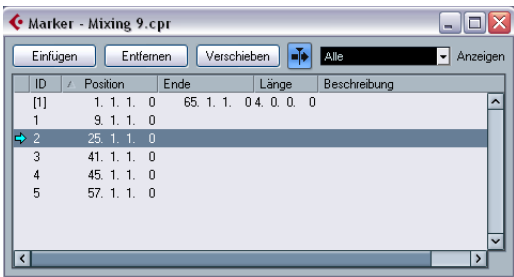 Marker - Mixing 9.cpr
Einfügen Entfernen Verschieben Alle Anzeigen
ID Position Ende Länge Beschreibung
[1] 1. 1. 1. 0 65. 1. 1. 0 4. 0. 0. 0
1 9. 1. 1. 0
2 25. 1. 1. 0
3 41. 1. 1. 0
4 45. 1. 1. 0
5 57. 1. 1. 0